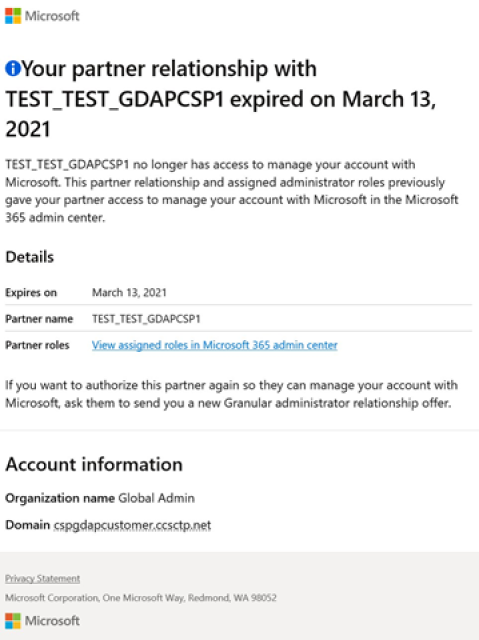 Microsoft
Your partner relationship with
TEST_TEST_GDAPCSP1 expired on March 13,
2021
TEST_TEST_GDAPCSP1 no longer has access to manage your account with
Microsoft. This partner relationship and assigned administrator roles previously
gave your partner access to manage your account with Microsoft in the Microsoft
365 admin center.
Details
Expires on March 13, 2021
Partner name TEST_TEST_GDAPCSP1
Partner roles View assigned roles in Microsoft 365 admin center
If you want to authorize this partner again so they can manage your account with
Microsoft, ask them to send you a new Granular administrator relationship offer.
Account information
Organization name Global Admin
Domain cspgdapcustomer.ccsctp.net
Privacy Statement
Microsoft Corporation, One Microsoft Way, Redmond, WA 98052
Microsoft